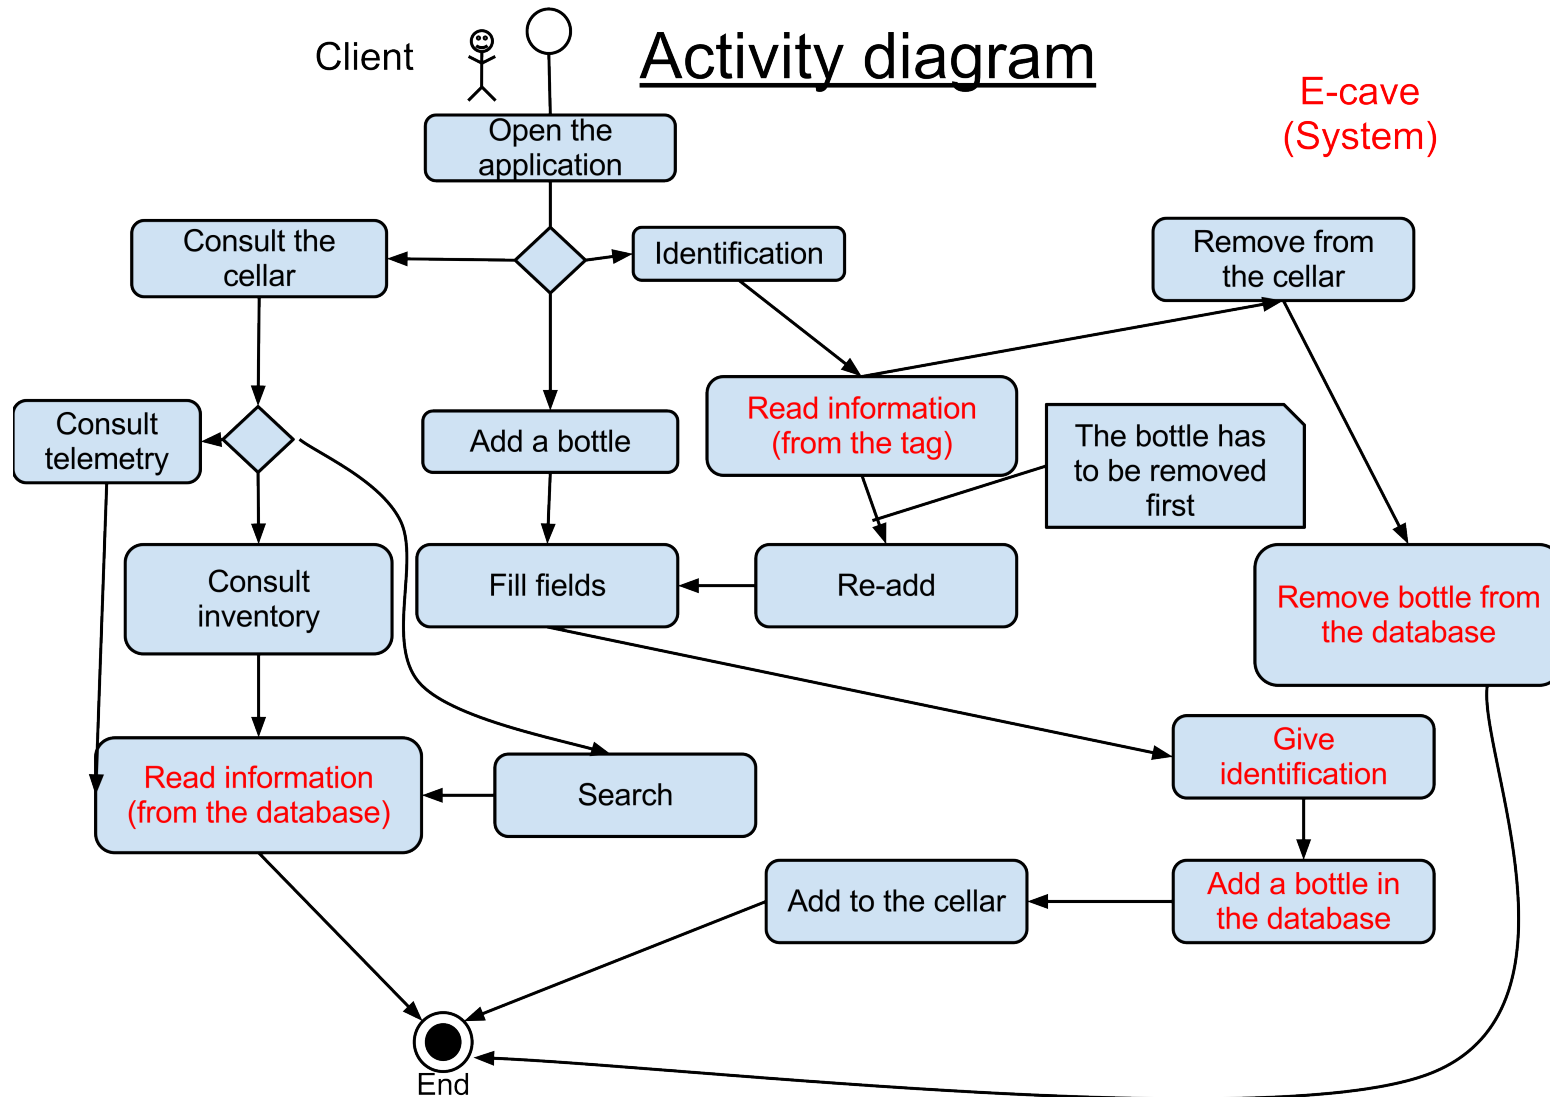 Client
Activity diagram
E-cave
(System)
Open the
application
Consult the
cellar
Identification
Remove from
the cellar
Consult
telemetry
Add a bottle
Read information
(from the tag)
The bottle has
to be removed
first
Consult
inventory
Fill fields
Re-add
Remove bottle from
the database
Read information
(from the database)
Search
Give
identification
Add to the cellar
Add a bottle in
the database
End